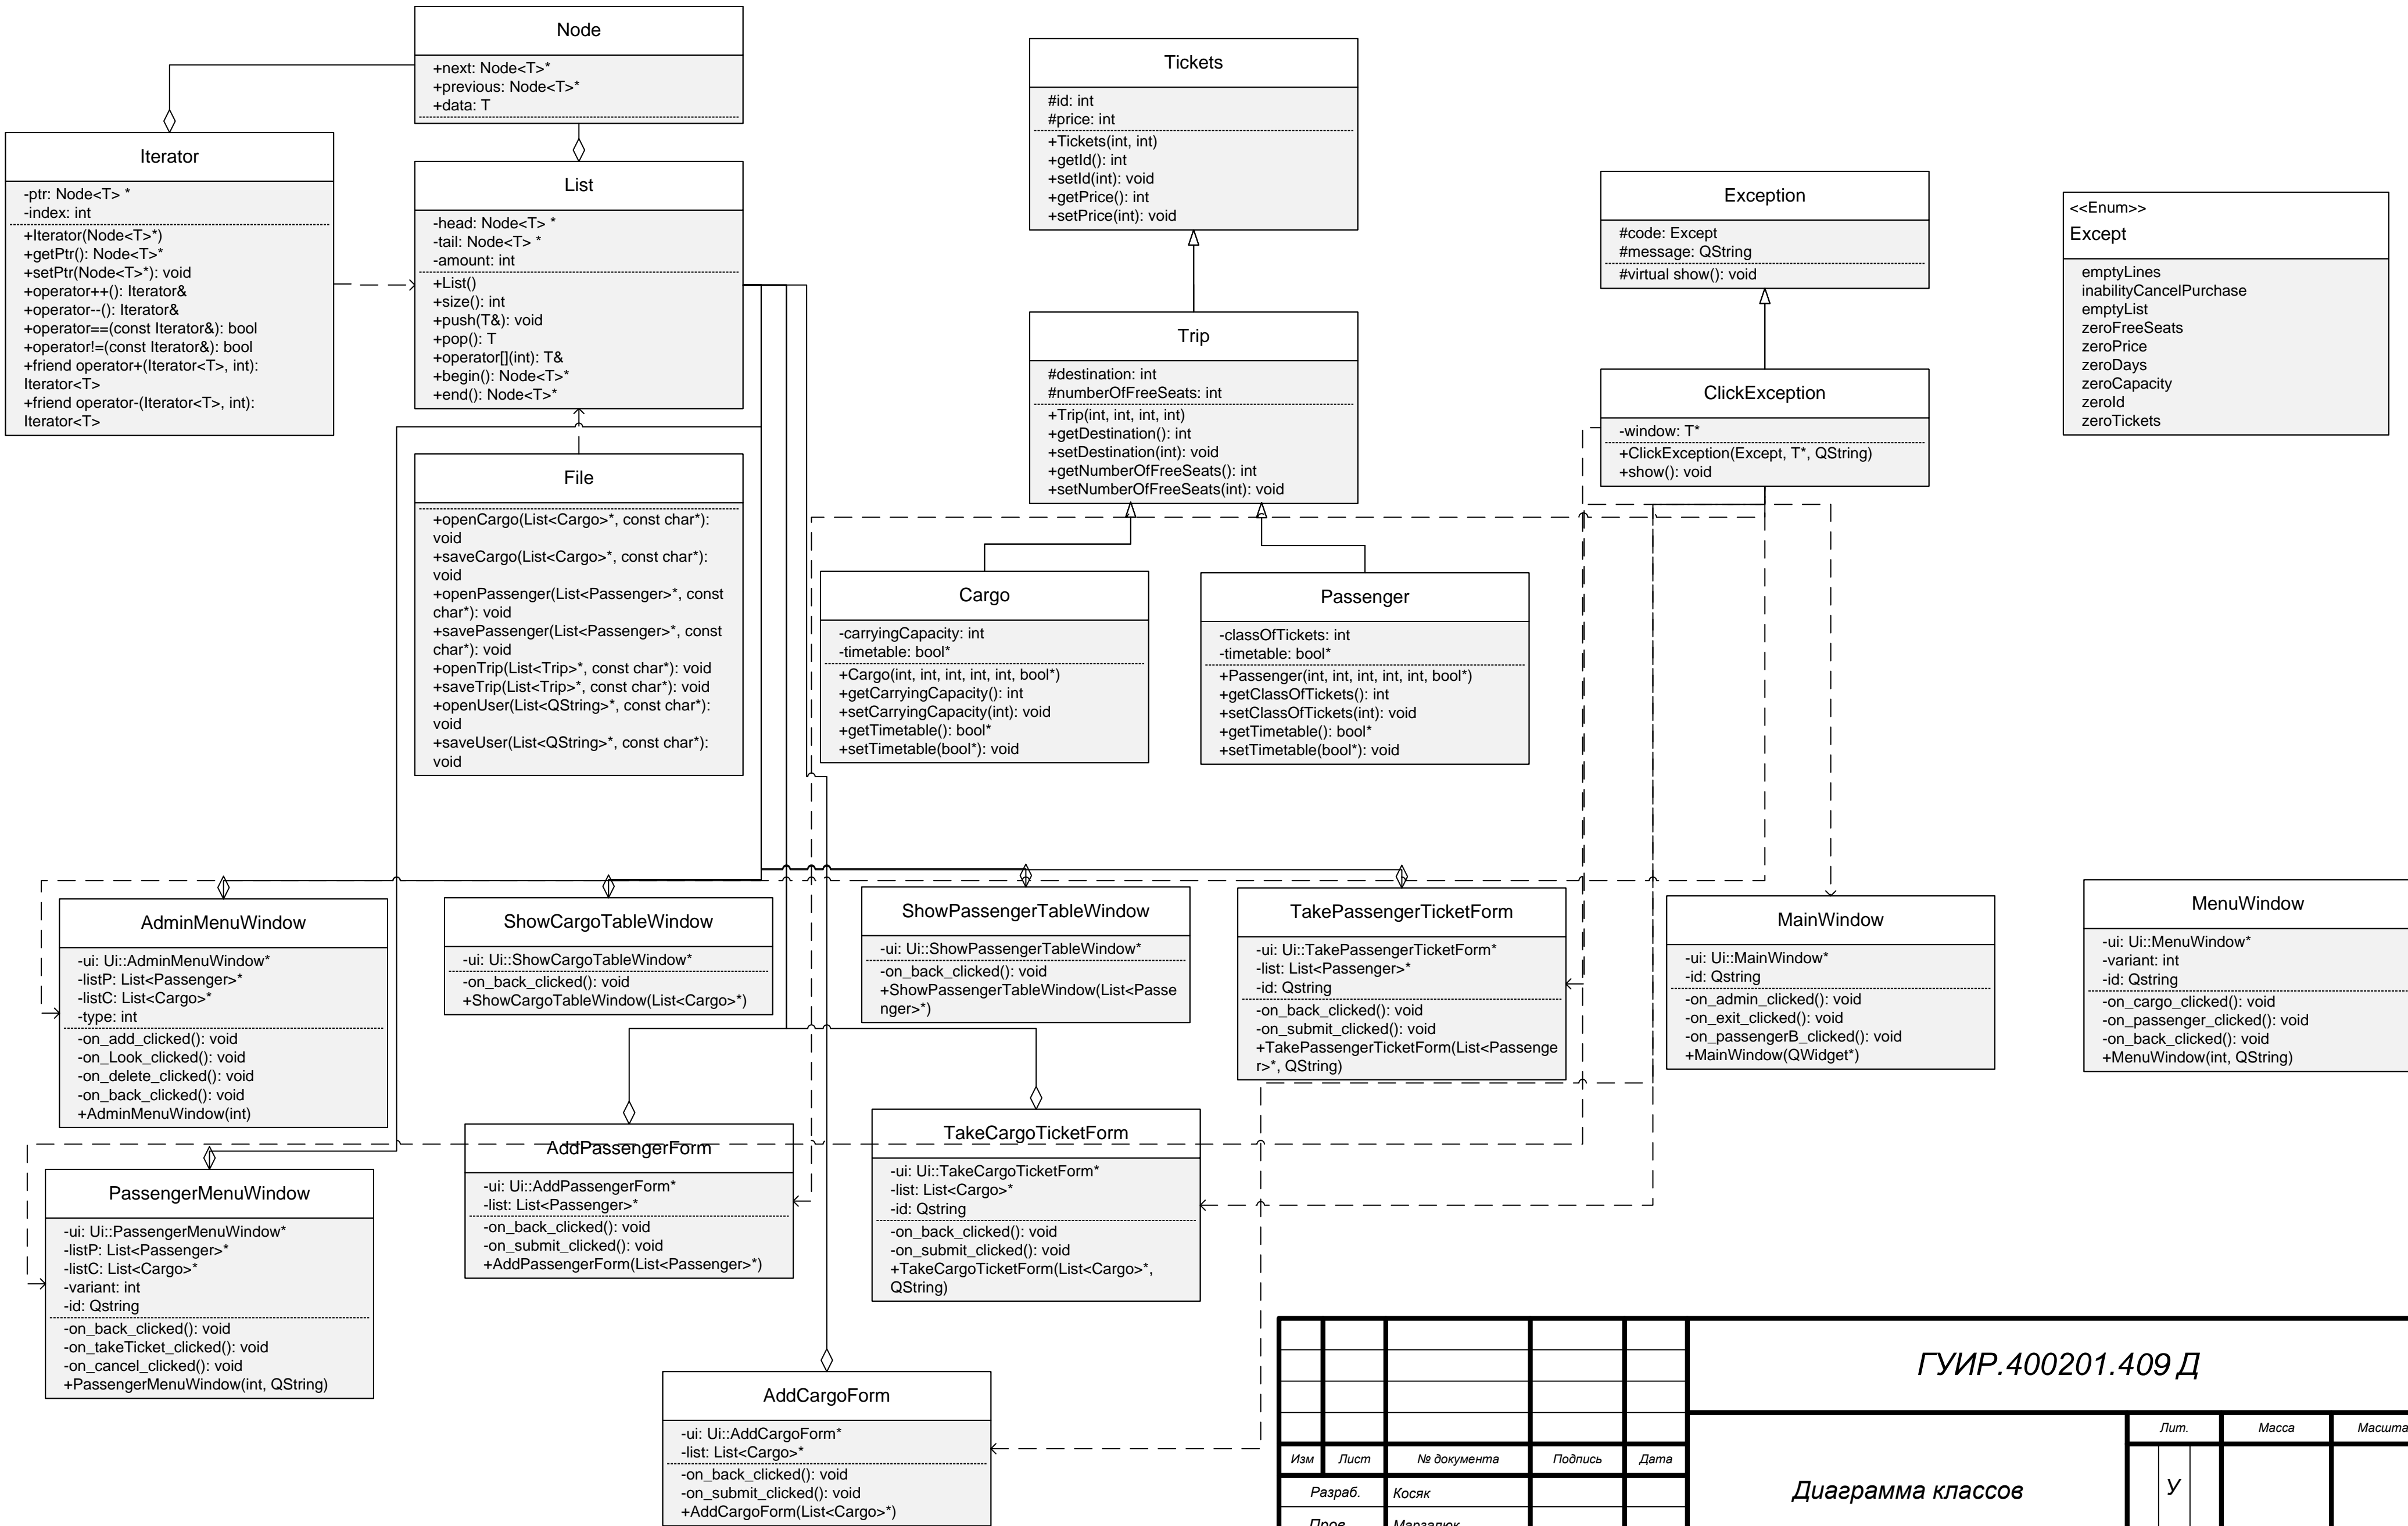 Node
+next: Node<T>*
+previous: Node<T>*
+data: T
Iterator
-ptr: Node<T> *
-index: int
+Iterator(Node<T>*)
+getPtr(): Node<T>*
+setPtr(Node<T>*): void
+operator++(): Iterator&
+operator--(): Iterator&
+operator==(const Iterator&): bool
+operator!=(const Iterator&): bool
+friend operator+(Iterator<T>, int):
Iterator<T>
+friend operator-(Iterator<T>, int):
Iterator<T>
List
-head: Node<T> *
-tail: Node<T> *
-amount: int
+List()
+size(): int
+push(T&): void
+pop(): T
+operator[](int): T&
+begin(): Node<T>*
+end(): Node<T>*
File
+openCargo(List<Cargo>*, const char*):
void
+saveCargo(List<Cargo>*, const char*):
void
+openPassenger(List<Passenger>*, const
char*): void
+savePassenger(List<Passenger>*, const
char*): void
+openTrip(List<Trip>*, const char*): void
+saveTrip(List<Trip>*, const char*): void
+openUser(List<QString>*, const char*):
void
+saveUser(List<QString>*, const char*):
void
Tickets
#id: int
#price: int
+Tickets(int, int)
+getId(): int
+setId(int): void
+getPrice(): int
+setPrice(int): void
Trip
#destination: int
#numberOfFreeSeats: int
+Trip(int, int, int, int)
+getDestination(): int
+setDestination(int): void
+getNumberOfFreeSeats(): int
+setNumberOfFreeSeats(int): void
Cargo
-carryingCapacity: int
-timetable: bool*
+Cargo(int, int, int, int, int, bool*)
+getCarryingCapacity(): int
+setCarryingCapacity(int): void
+getTimetable(): bool*
+setTimetable(bool*): void
Passenger
-classOfTickets: int
-timetable: bool*
+Passenger(int, int, int, int, int, bool*)
+getClassOfTickets(): int
+setClassOfTickets(int): void
+getTimetable(): bool*
+setTimetable(bool*): void
Exception
#code: Except
#message: QString
#virtual show(): void
ClickException
-window: T*
+ClickException(Except, T*, QString)
+show(): void
<<Enum>>
Except
emptyLines
inabilityCancelPurchase
emptyList
zeroFreeSeats
zeroPrice
zeroDays
zeroCapacity
zeroId
zeroTickets
AdminMenuWindow
-ui: Ui::AdminMenuWindow*
-listP: List<Passenger>*
-listC: List<Cargo>*
-type: int
-on_add_clicked(): void
-on_Look_clicked(): void
-on_delete_clicked(): void
-on_back_clicked(): void
+AdminMenuWindow(int)
ShowCargoTableWindow
-ui: Ui::ShowCargoTableWindow*
-on_back_clicked(): void
+ShowCargoTableWindow(List<Cargo>*)
ShowPassengerTableWindow
-ui: Ui::ShowPassengerTableWindow*
-on_back_clicked(): void
+ShowPassengerTableWindow(List<Passe
nger>*)
TakePassengerTicketForm
-ui: Ui::TakePassengerTicketForm*
-list: List<Passenger>*
-id: Qstring
-on_back_clicked(): void
-on_submit_clicked(): void
+TakePassengerTicketForm(List<Passenge
r>*, QString)
MainWindow
-ui: Ui::MainWindow*
-id: Qstring
-on_admin_clicked(): void
-on_exit_clicked(): void
-on_passengerB_clicked(): void
+MainWindow(QWidget*)
MenuWindow
-ui: Ui::MenuWindow*
-variant: int
-id: Qstring
-on_cargo_clicked(): void
-on_passenger_clicked(): void
-on_back_clicked(): void
+MenuWindow(int, QString)
PassengerMenuWindow
-ui: Ui::PassengerMenuWindow*
-listP: List<Passenger>*
-listC: List<Cargo>*
-variant: int
-id: Qstring
-on_back_clicked(): void
-on_takeTicket_clicked(): void
-on_cancel_clicked(): void
+PassengerMenuWindow(int, QString)
AddPassengerForm
-ui: Ui::AddPassengerForm*
-list: List<Passenger>*
-on_back_clicked(): void
-on_submit_clicked(): void
+AddPassengerForm(List<Passenger>*)
TakeCargoTicketForm
-ui: Ui::TakeCargoTicketForm*
-list: List<Cargo>*
-id: Qstring
-on_back_clicked(): void
-on_submit_clicked(): void
+TakeCargoTicketForm(List<Cargo>*,
QString)
AddCargoForm
-ui: Ui::AddCargoForm*
-list: List<Cargo>*
-on_back_clicked(): void
-on_submit_clicked(): void
+AddCargoForm(List<Cargo>*)
ГУИР.400201.409 Д
Диаграмма классов
Лит. Масса Масшта
У
Изм Лист № документа Подпись Дата
Разраб. Косяк
Пров